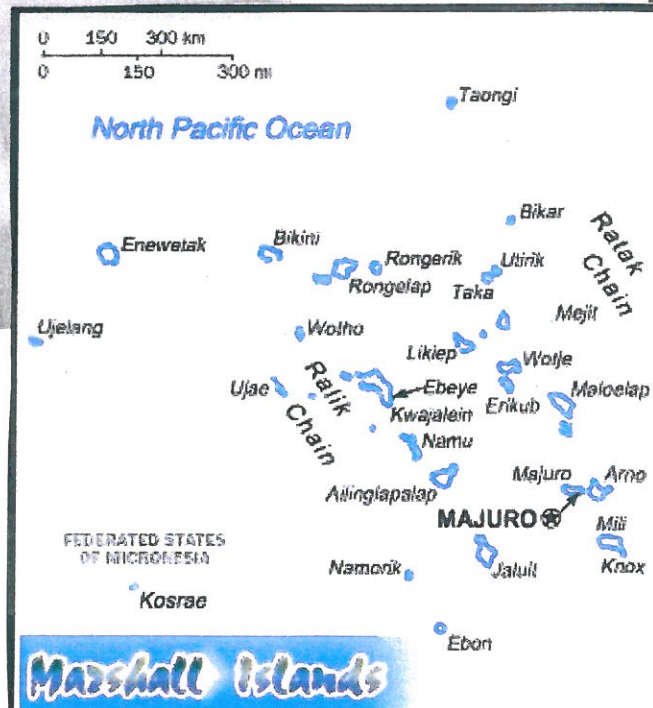 0 150 300 km
0 150 300 mi
Taongi
North Pacific Ocean
Bikar
Ratak
Chain
Enewetak
Bikini
Rongerik
Utirik
Rongelap
Taka
Mejit
Ujelang
Wotho
Likiep
Wotje
Ujae
Ralik
Chain
Ebeye
Erikub
Maloelap
Kwajalein
Namu
Ailinglapalap
Majuro
Arno
MAJURO
Mili
FEDERATED STATES
OF MICRONESIA
Namorik
Jaluit
Knox
Kosrae
Ebon
Marshall Islands